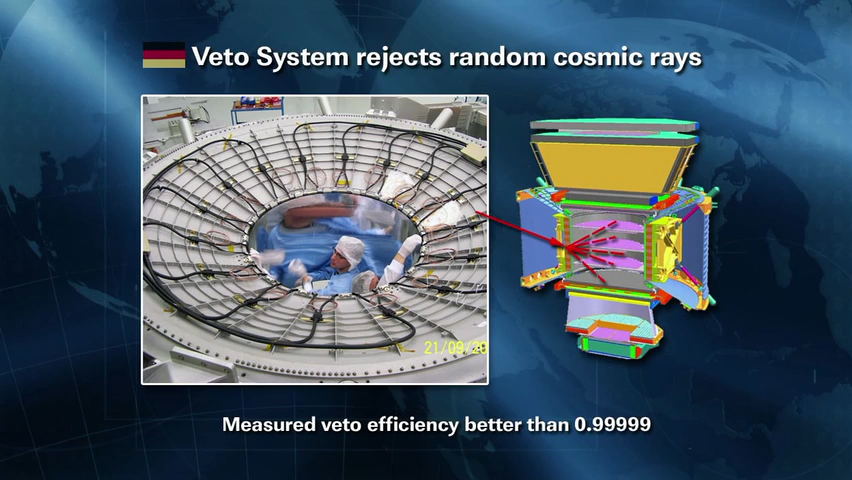 Veto System rejects random cosmic rays
21/09/20
Measured veto efficiency better than 0.99999